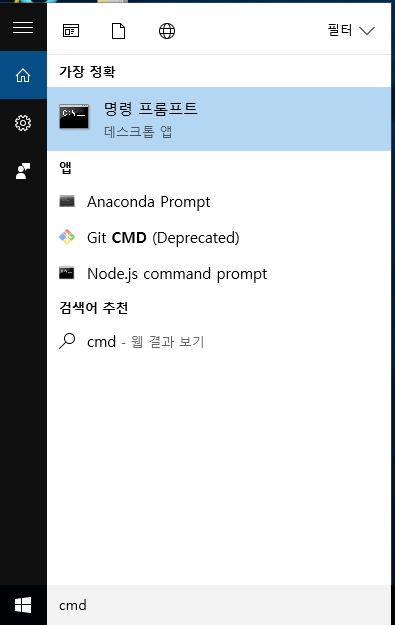 필터
가장 정확
명령 프롬프트
데스크톱 앱
앱
Anaconda Prompt
Git CMD (Deprecated)
Node.js command prompt
검색어 추천
cmd - 웹 결과 보기
cmd